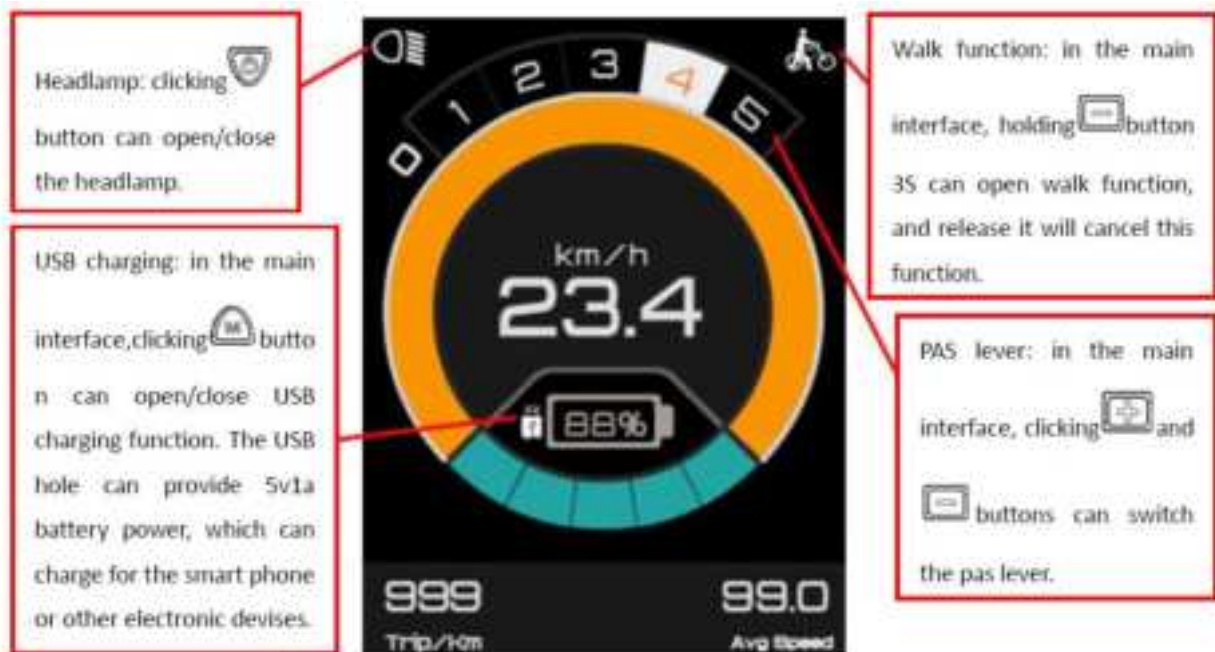 Headlamp: clicking
button can open/close
the headlamp.
USB charging: in the main
interface,clicking M butto
n can open/close USB
charging function. The USB
hole can provide 5v1a
battery power, which can
charge for the smart phone
or other electronic devises.
0
1
2
3
4
5
km/h
23.4
88%
999
Trip/Km
99.0
Avg Speed
Walk function: in the main
interface, holding button
3S can open walk function,
and release it will cancel this
function.
PAS lever: in the main
interface, clicking and
buttons can switch
the pas lever.